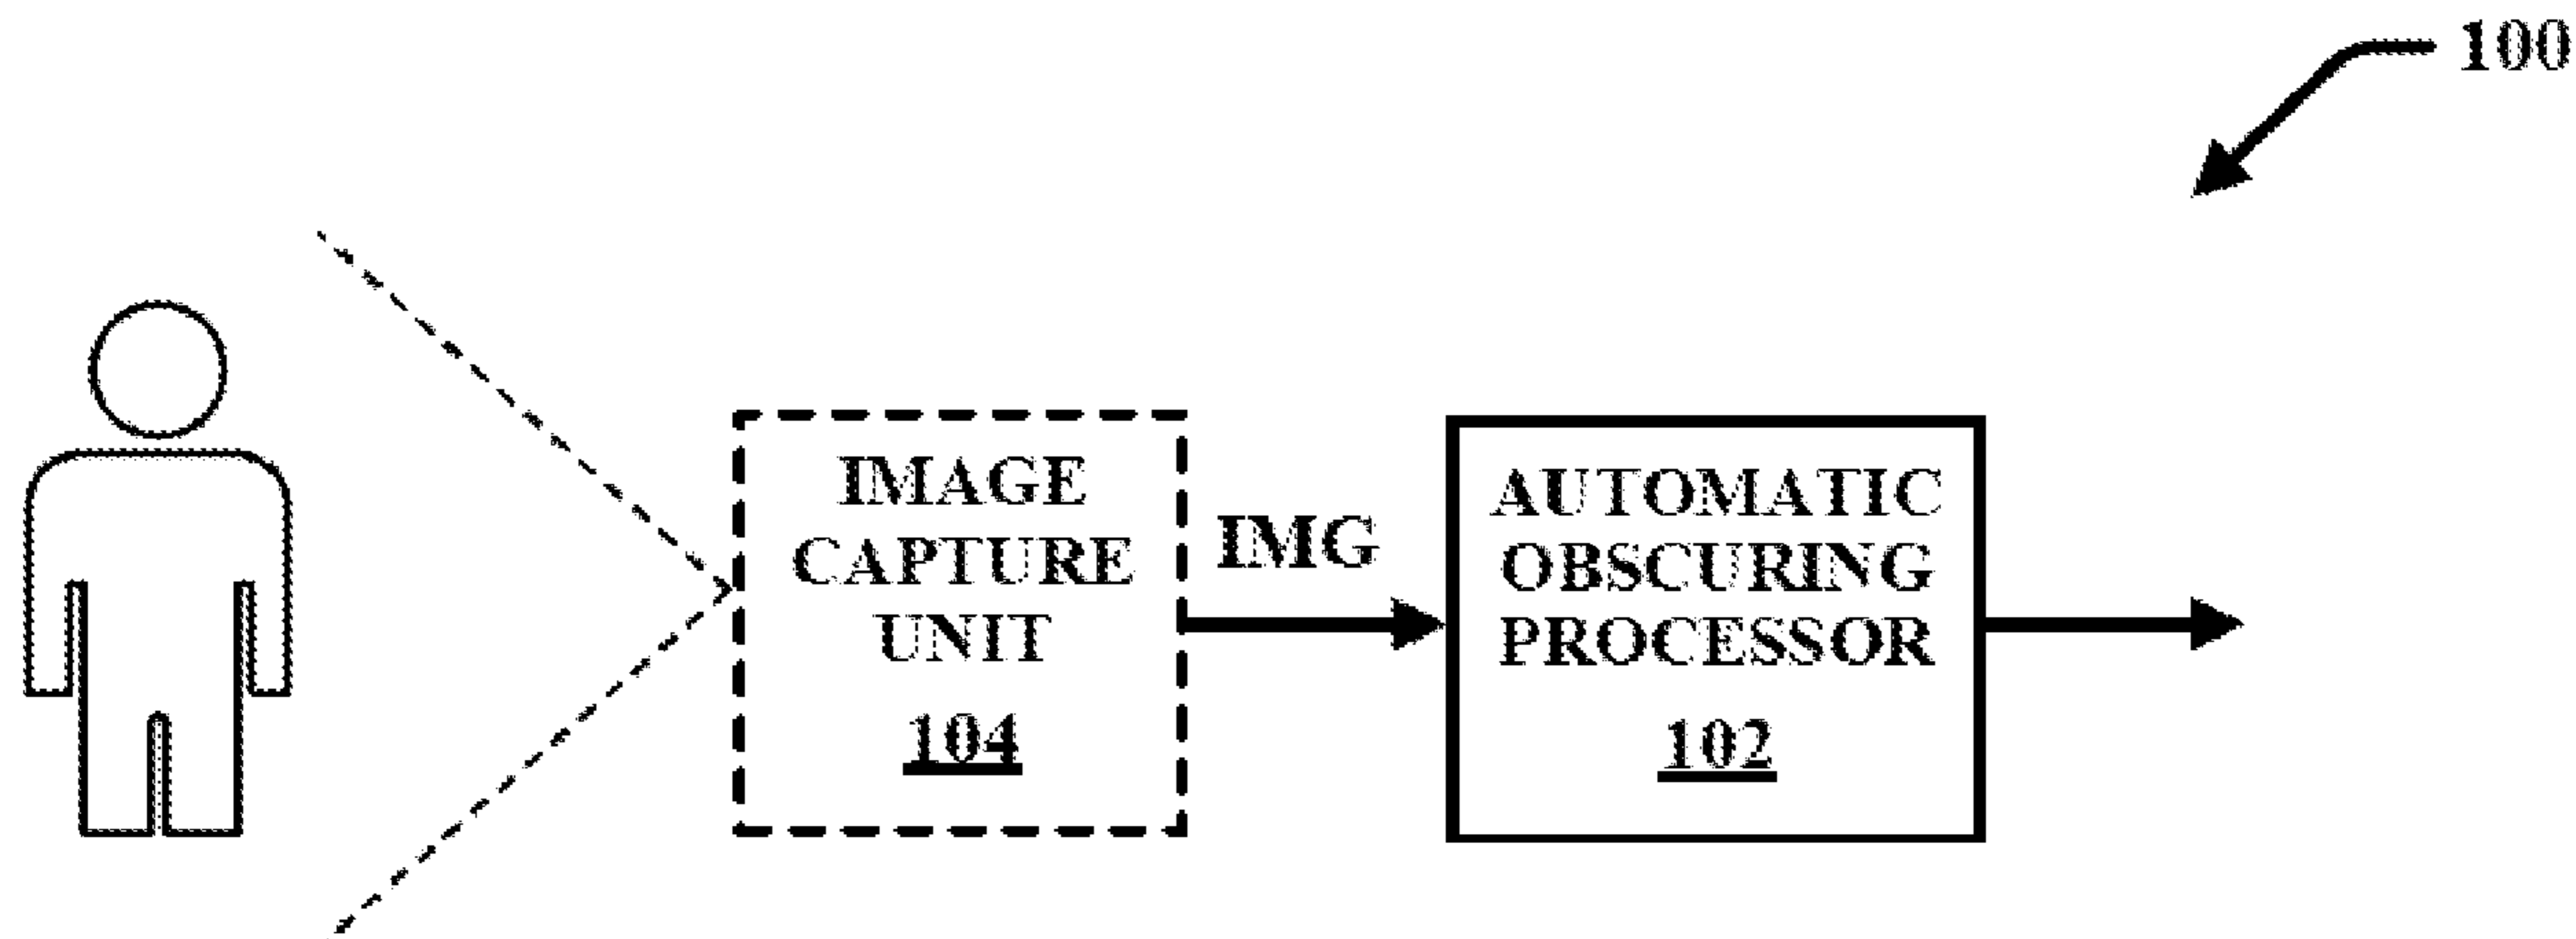 100
IMAGE
CAPTURE
UNIT
104
IMG
AUTOMATIC
OBSCURING
PROCESSOR
102